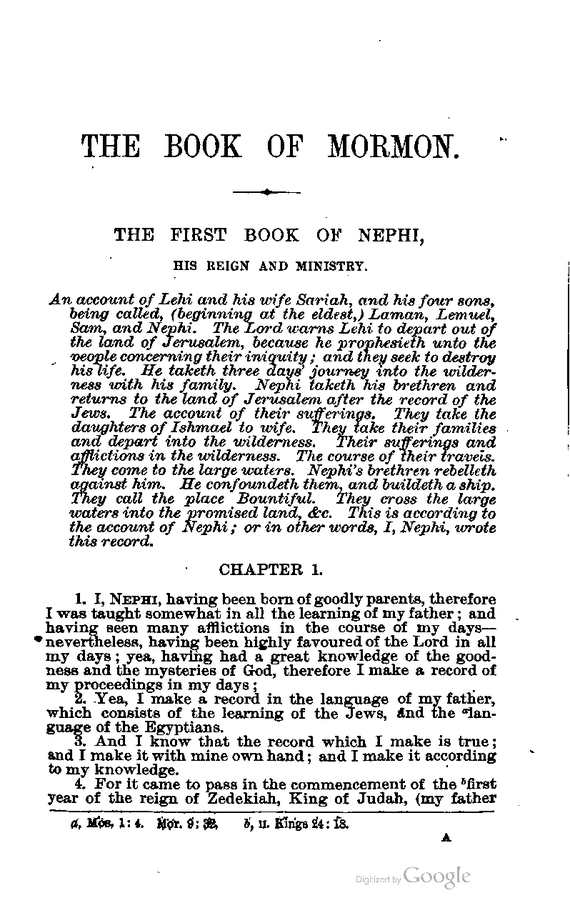 THE BOOK OF MORMON.
THE FIRST BOOK OF NEPHI,
HIS REIGN AND MINISTRY.
An account of Lehi and his wife Sariah, and his four sons,
being called, (beginning at the eldest,) Laman, Lemuel,
Sam, and Nephi. The Lord warns Lehi to depart out of
the land of Jerusalem, because he prophesieth unto the
people concerning their iniquity; and they seek to destroy
his life. He taketh three days' journey into the wilder-
ness with his family. Nephi taketh his brethren and
returns to the land of Jerusalem after the record of the
Jews. The account of their sufferings. They take the
daughters of Ishmael to wife. They take their families
and depart into the wilderness. Their sufferings and
afflictions in the wilderness. The course of their travels.
They come to the large waters. Nephi's brethren rebelleth
against him. He confoundeth them, and buildeth a ship.
They call the place Bountiful. They cross the large
waters into the promised land, &c. This is according to
the account of Nephi; or in other words, I, Nephi, wrote
this record.
CHAPTER 1.
1. I, NEPHI, having been born of goodly parents, therefore
I was taught somewhat in all the learning of my father; and
having seen many afflictions in the course of my days—
nevertheless, having been highly favoured of the Lord in all
my days; yea, having had a great knowledge of the good-
ness and the mysteries of God, therefore I make a record of
my proceedings in my days;
2. Yea, I make a record in the language of my father,
which consists of the learning of the Jews, and the ᵃlan-
guage of the Egyptians.
3. And I know that the record which I make is true;
and I make it with mine own hand; and I make it according
to my knowledge.
4. For it came to pass in the commencement of the ᵇfirst
year of the reign of Zedekiah, King of Judah, (my father
a, Mos. 1: 4. Mor. 9: 32. b, II. Kings 24: 18.
A
Digitized by Google